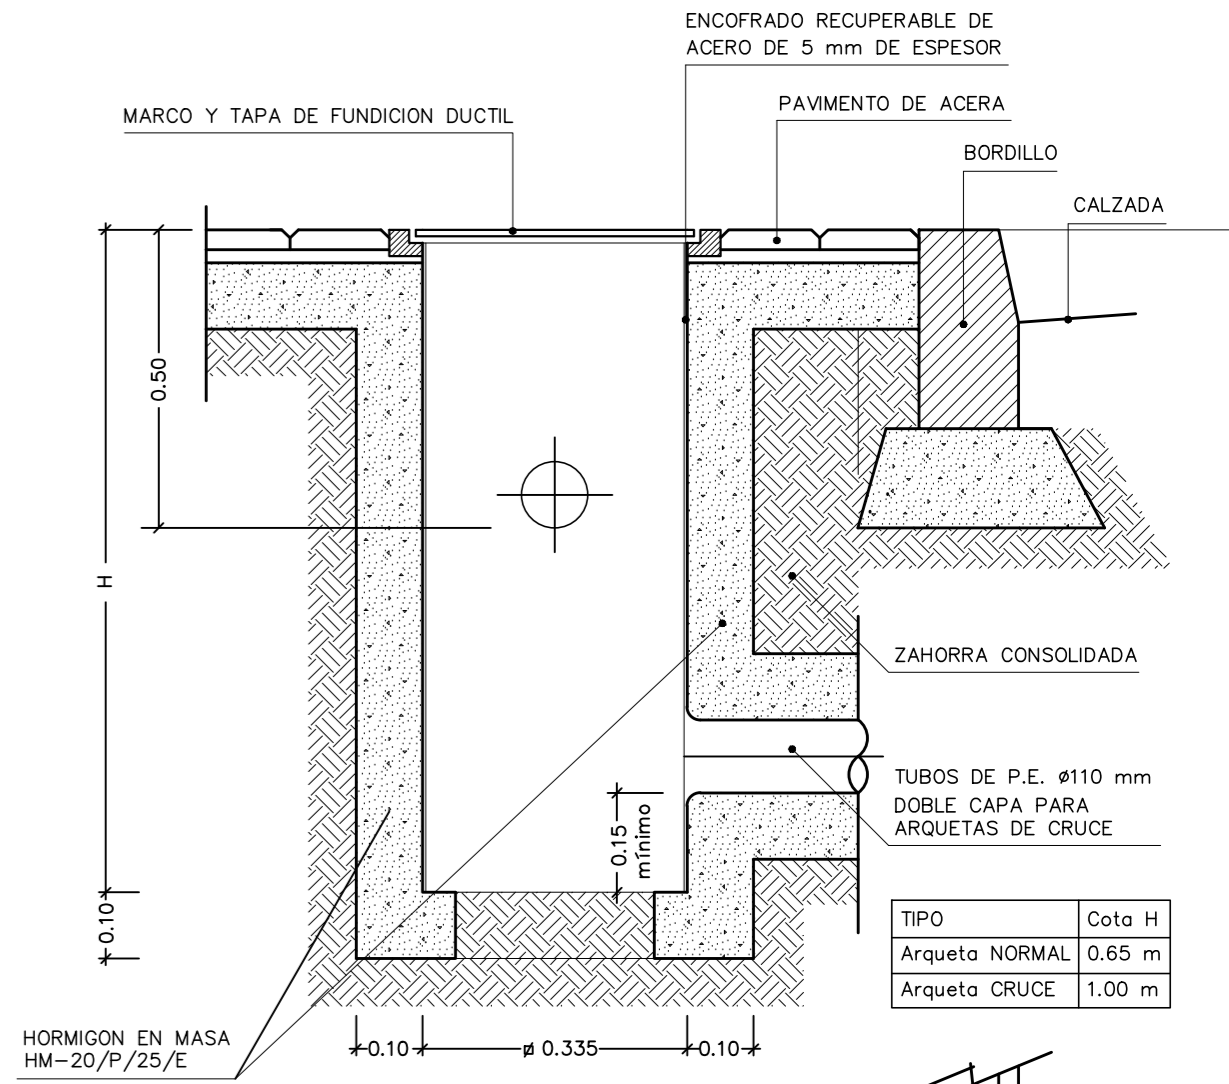 ENCOFRADO RECUPERABLE DE
ACERO DE 5 mm DE ESPESOR
MARCO Y TAPA DE FUNDICION DUCTIL
PAVIMENTO DE ACERA
BORDILLO
CALZADA
0.50
H
0.10
ZAHORRA CONSOLIDADA
TUBOS DE P.E. ø110 mm
DOBLE CAPA PARA
ARQUETAS DE CRUCE
0.15
mínimo
TIPO Cota H
Arqueta NORMAL 0.65 m
Arqueta CRUCE 1.00 m
HORMIGON EN MASA
HM-20/P/25/E
0.10 ⌀ 0.335 0.10